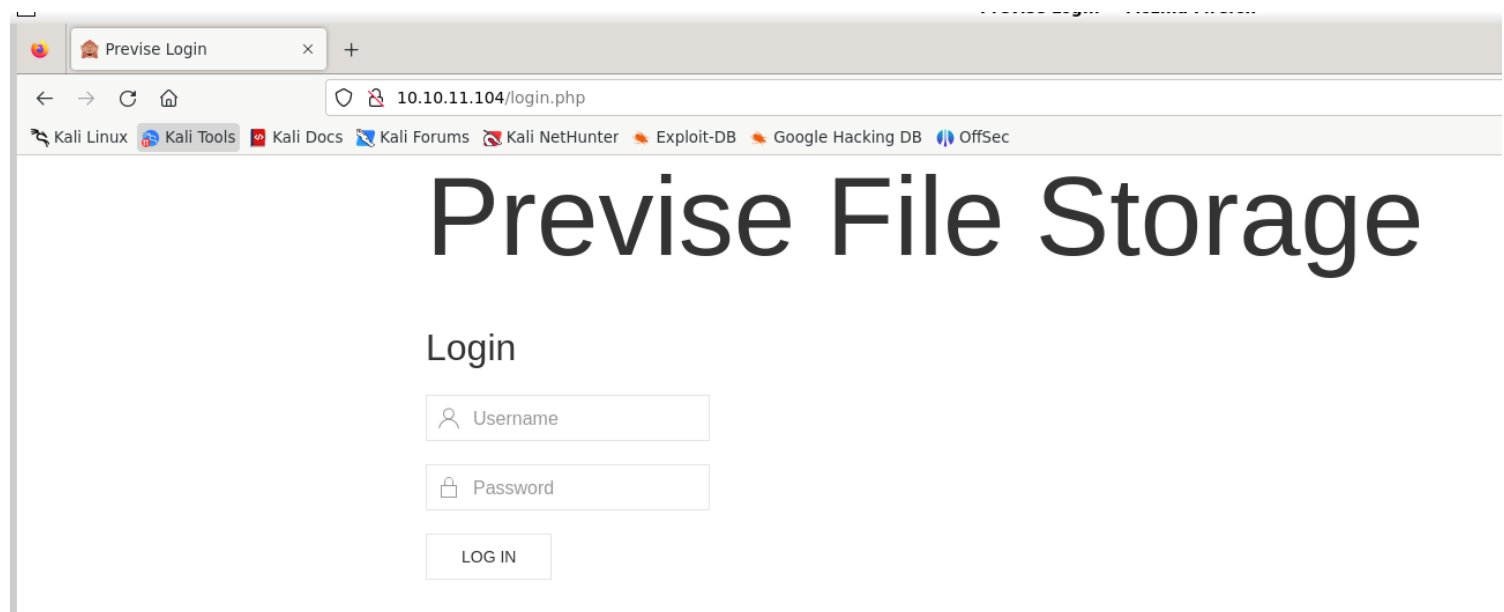 Previse Login
10.10.11.104/login.php
Kali Linux Kali Tools Kali Docs Kali Forums Kali NetHunter Exploit-DB Google Hacking DB OffSec
Previse File Storage
Login
Username
Password
LOG IN